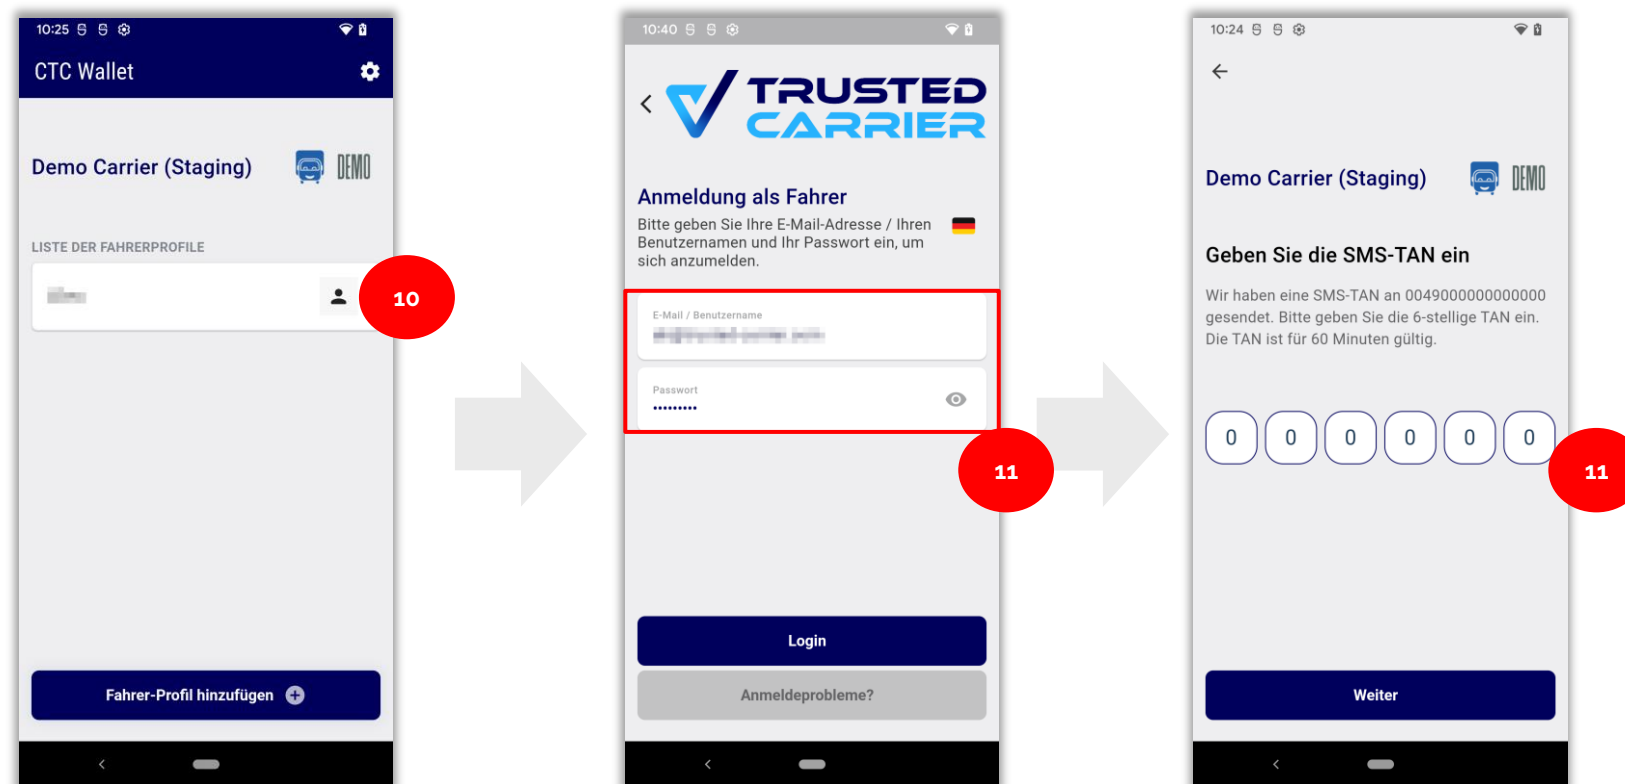 10:25
CTC Wallet
Demo Carrier (Staging)
DEMO
LISTE DER FAHRERPROFILE
10
Fahrer-Profil hinzufügen
10:40
TRUSTED
CARRIER
Anmeldung als Fahrer
Bitte geben Sie Ihre E-Mail-Adresse / Ihren
Benutzernamen und Ihr Passwort ein, um
sich anzumelden.
E-Mail / Benutzername
Passwort
•••••••••
11
Login
Anmeldeprobleme?
10:24
Demo Carrier (Staging)
DEMO
Geben Sie die SMS-TAN ein
Wir haben eine SMS-TAN an 0049000000000000
gesendet. Bitte geben Sie die 6-stellige TAN ein.
Die TAN ist für 60 Minuten gültig.
0 0 0 0 0 0
11
Weiter